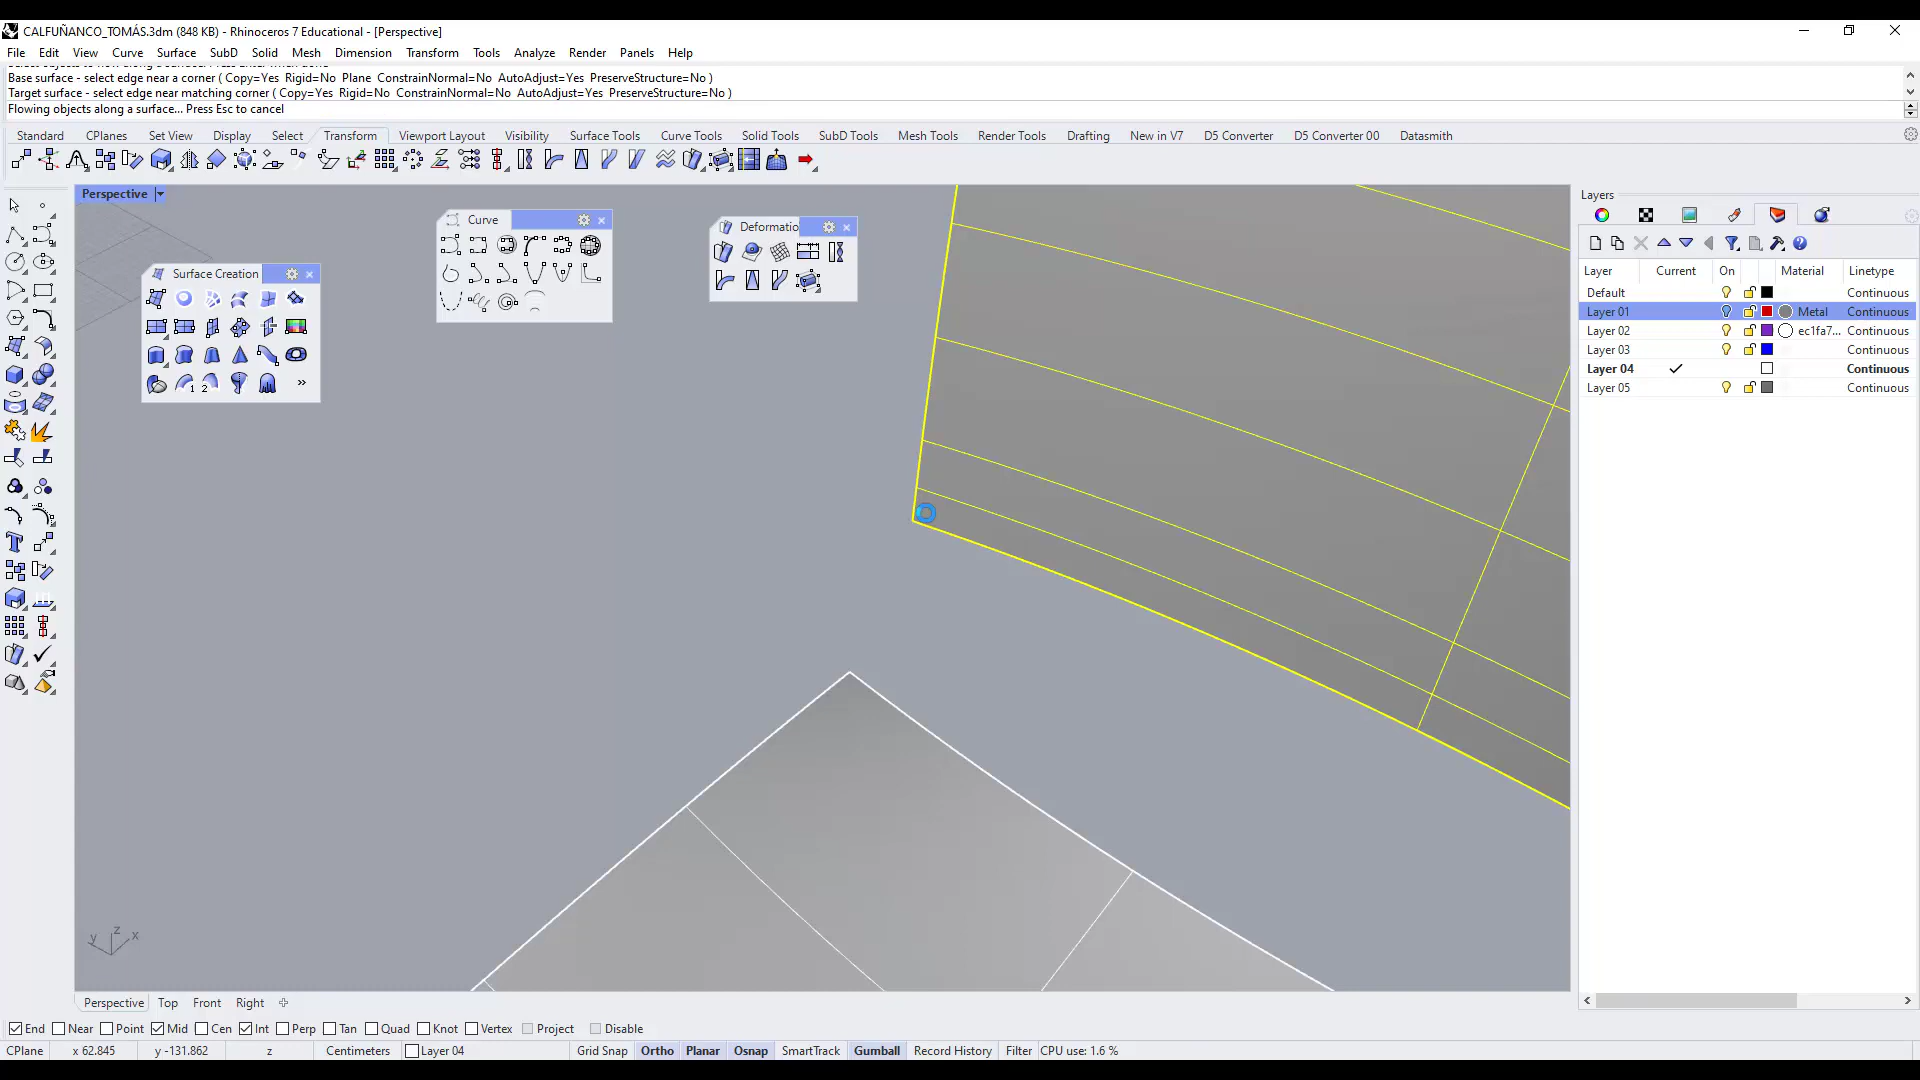 CALFUÑANCO_TOMÁS.3dm (848 KB) - Rhinoceros 7 Educational - [Perspective]
File Edit View Curve Surface SubD Solid Mesh Dimension Transform Tools Analyze Render Panels Help
Base surface - select edge near a corner ( Copy=Yes Rigid=No Plane ConstrainNormal=No AutoAdjust=Yes PreserveStructure=No )
Target surface - select edge near matching corner ( Copy=Yes Rigid=No ConstrainNormal=No AutoAdjust=Yes PreserveStructure=No )
Flowing objects along a surface... Press Esc to cancel
Standard CPlanes Set View Display Select Transform Viewport Layout Visibility Surface Tools Curve Tools Solid Tools SubD Tools Mesh Tools Render Tools Drafting New in V7 D5 Converter D5 Converter 00 Datasmith
Perspective
Surface Creation
Curve
Deformatio
Layers
Layer Current On Material Linetype
Default Continuous
Layer 01 Metal Continuous
Layer 02 ec1fa7... Continuous
Layer 03 Continuous
Layer 04 Continuous
Layer 05 Continuous
y z x
Perspective Top Front Right
End Near Point Mid Cen Int Perp Tan Quad Knot Vertex Project Disable
CPlane x 62.845 y -131.862 z Centimeters Layer 04 Grid Snap Ortho Planar Osnap SmartTrack Gumball Record History Filter CPU use: 1.6 %